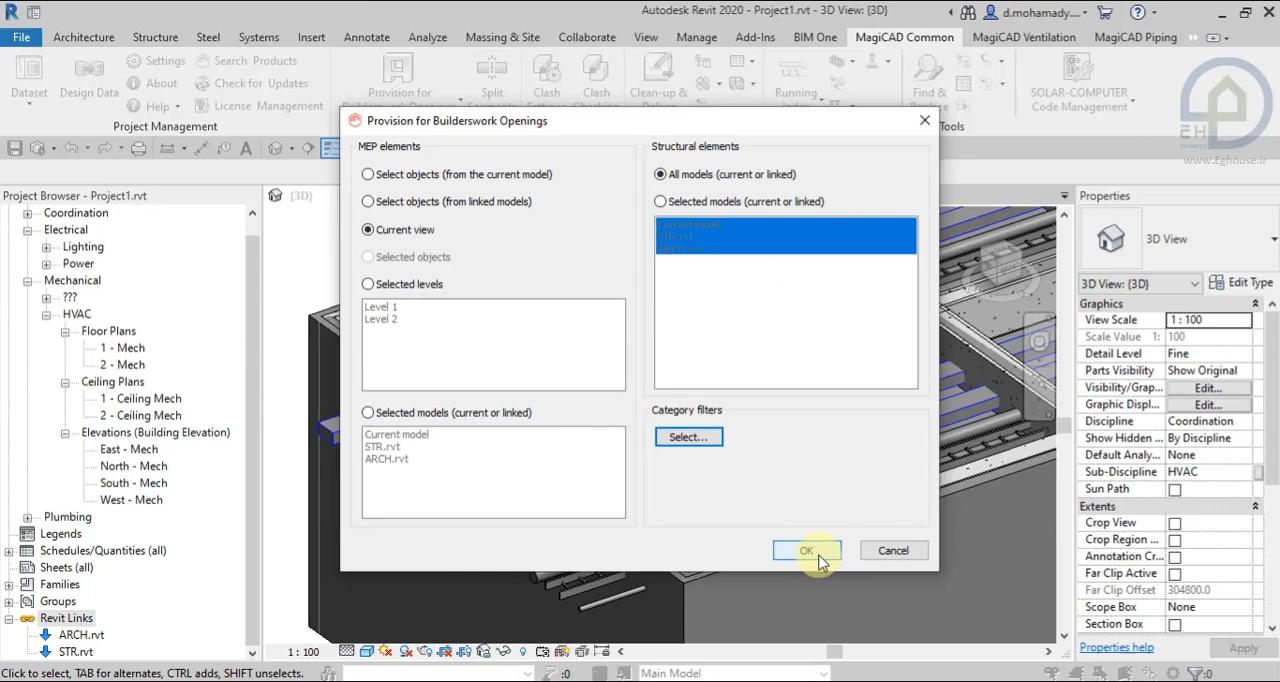 Autodesk Revit 2020 - Project1.rvt - 3D View: {3D}
d.mohamady....
File Architecture Structure Steel Systems Insert Annotate Analyze Massing & Site Collaborate View Manage Add-Ins BIM One MagiCAD Common MagiCAD Ventilation MagiCAD Piping
Settings Search Products
About Check for Updates
Help License Management
Dataset Design Data Provision for Split Clash Clash Clean-up & Running Find & SOLAR-COMPUTER
Code Management
Project Management
Tools
EH
www.Eghouse.ir
Project Browser - Project1.rvt
Coordination
Electrical
Lighting
Power
Mechanical
???
HVAC
Floor Plans
1 - Mech
2 - Mech
Ceiling Plans
1 - Ceiling Mech
2 - Ceiling Mech
Elevations (Building Elevation)
East - Mech
North - Mech
South - Mech
West - Mech
Plumbing
Legends
Schedules/Quantities (all)
Sheets (all)
Families
Groups
Revit Links
ARCH.rvt
STR.rvt
{3D}
Provision for Builderswork Openings
MEP elements
Select objects (from the current model)
Select objects (from linked models)
Current view
Selected objects
Selected levels
Level 1
Level 2
Selected models (current or linked)
Current model
STR.rvt
ARCH.rvt
Structural elements
All models (current or linked)
Selected models (current or linked)
Current model
STR.rvt
ARCH.rvt
Category filters
Select...
OK Cancel
Properties
3D View
3D View: {3D} Edit Type
Graphics
View Scale 1 : 100
Scale Value 1: 100
Detail Level Fine
Parts Visibility Show Original
Visibility/Grap... Edit...
Graphic Displ... Edit...
Discipline Coordination
Show Hidden ... By Discipline
Default Analy... None
Sub-Discipline HVAC
Sun Path
Extents
Crop View
Crop Region ...
Annotation Cr...
Far Clip Active
Far Clip Offset 304800.0
Scope Box None
Section Box
Properties help Apply
1 : 100
Click to select, TAB for alternates, CTRL adds, SHIFT unselects.
:0 Main Model :0